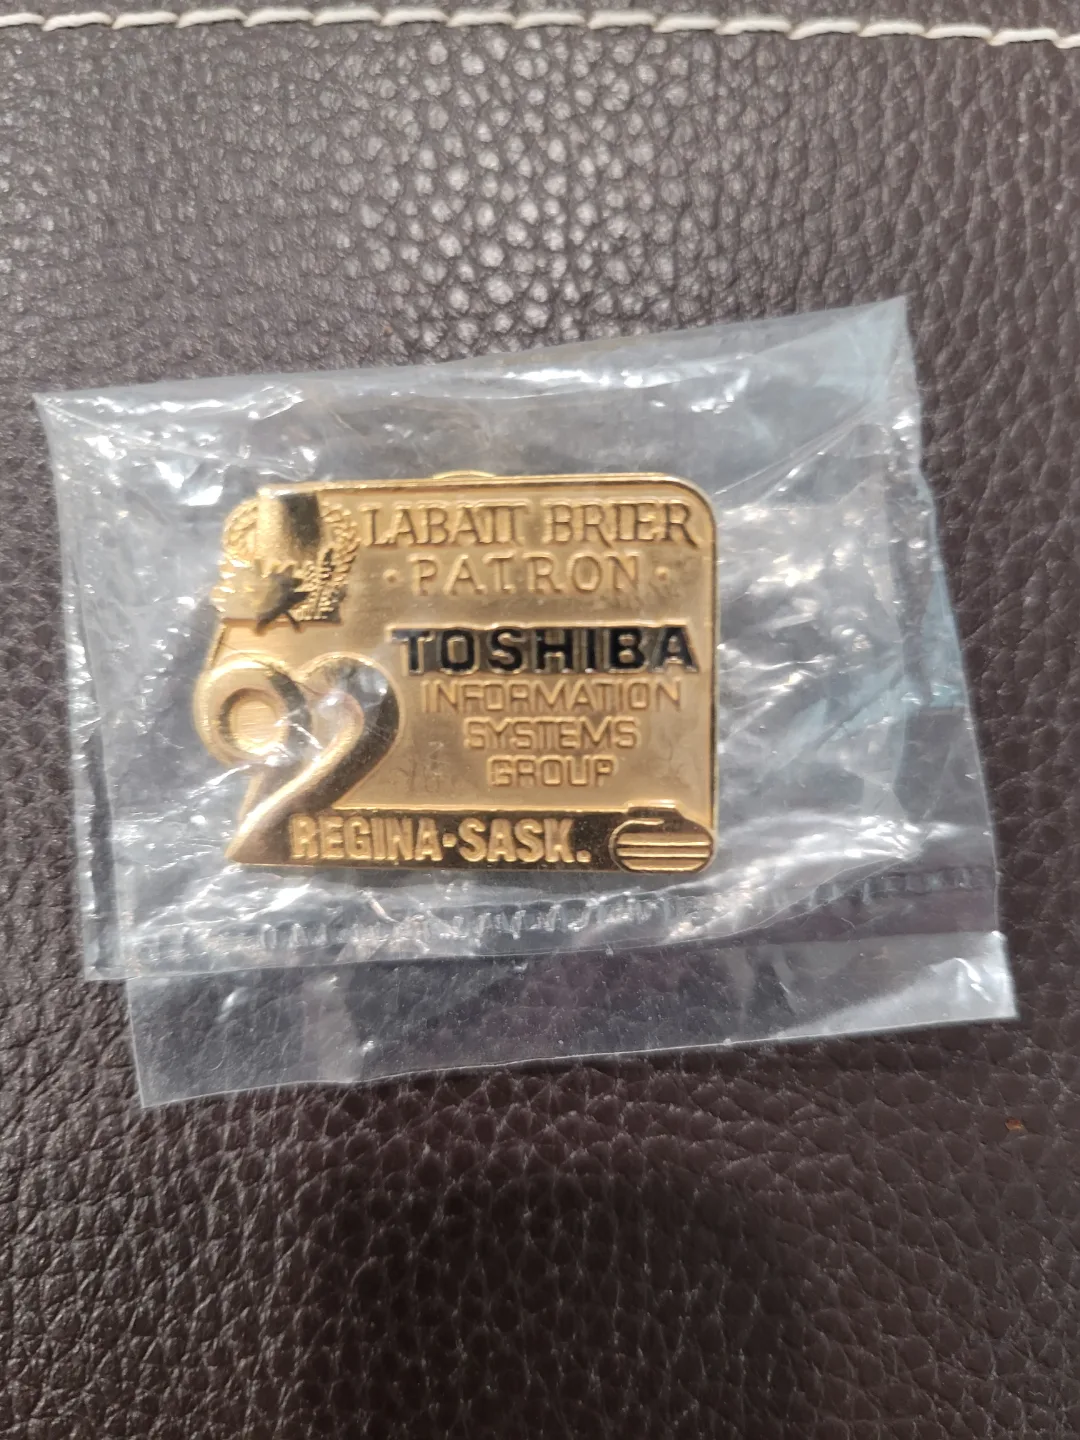 LABATT BRIER
·PATRON·
TOSHIBA
INFORMATION
SYSTEMS
GROUP
92
REGINA·SASK.